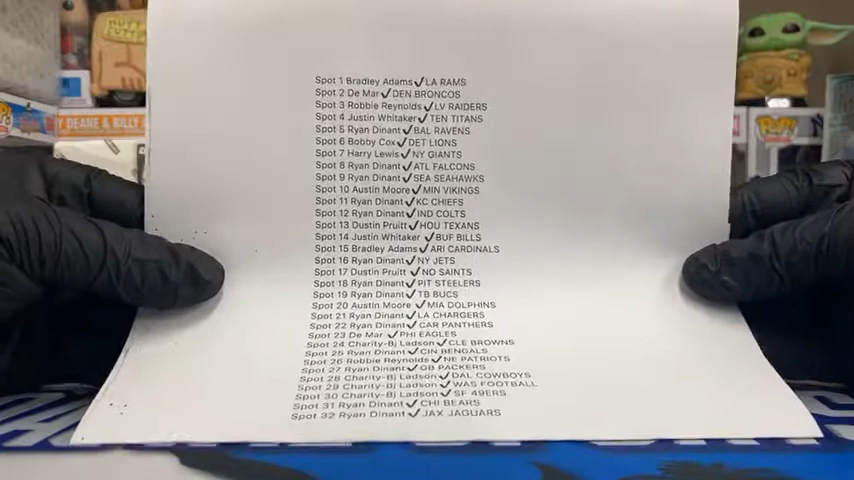 Spot 1 Bradley Adams✔LA RAMS
Spot 2 De Mar✔DEN BRONCOS
Spot 3 Robbie Reynolds✔LV RAIDERS
Spot 4 Justin Whitaker✔TEN TITANS
Spot 5 Ryan Dinant✔BAL RAVENS
Spot 6 Bobby Cox✔DET LIONS
Spot 7 Harry Lewis✔NY GIANTS
Spot 8 Ryan Dinant✔ATL FALCONS
Spot 9 Ryan Dinant✔SEA SEAHAWKS
Spot 10 Austin Moore✔MIN VIKINGS
Spot 11 Ryan Dinant✔KC CHIEFS
Spot 12 Ryan Dinant✔IND COLTS
Spot 13 Dustin Pruitt✔HOU TEXANS
Spot 14 Justin Whitaker✔BUF BILLS
Spot 15 Bradley Adams✔ARI CARDINALS
Spot 16 Ryan Dinant✔NY JETS
Spot 17 Dustin Pruitt✔NO SAINTS
Spot 18 Ryan Dinant✔PIT STEELERS
Spot 19 Ryan Dinant✔TB BUCS
Spot 20 Austin Moore✔MIA DOLPHINS
Spot 21 Ryan Dinant✔LA CHARGERS
Spot 22 Ryan Dinant✔CAR PANTHERS
Spot 23 De Mar✔PHI EAGLES
Spot 24 Charity-Bj Ladson✔CLE BROWNS
Spot 25 Ryan Dinant✔CIN BENGALS
Spot 26 Robbie Reynolds✔NE PATRIOTS
Spot 27 Ryan Dinant✔GB PACKERS
Spot 28 Charity-Bj Ladson✔DAL COWBOYS
Spot 29 Charity-Bj Ladson✔WAS FOOTBALL
Spot 30 Charity-Bj Ladson✔SF 49ERS
Spot 31 Ryan Dinant✔CHI BEARS
Spot 32 Ryan Dinant✔JAX JAGUARS
DEANE & BILLY
POP!